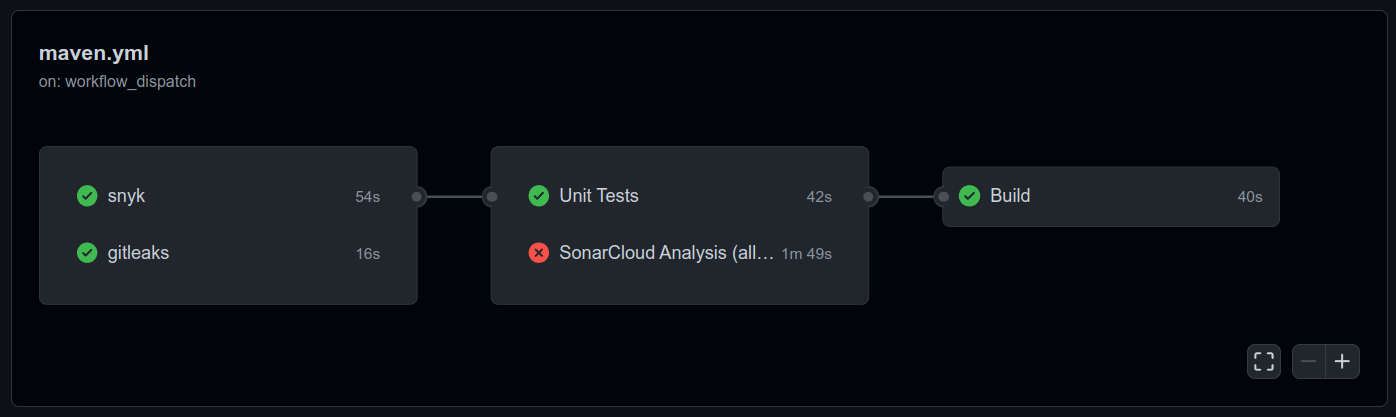 maven.yml
on: workflow_dispatch
snyk 54s
gitleaks 16s
Unit Tests 42s
SonarCloud Analysis (all… 1m 49s
Build 40s